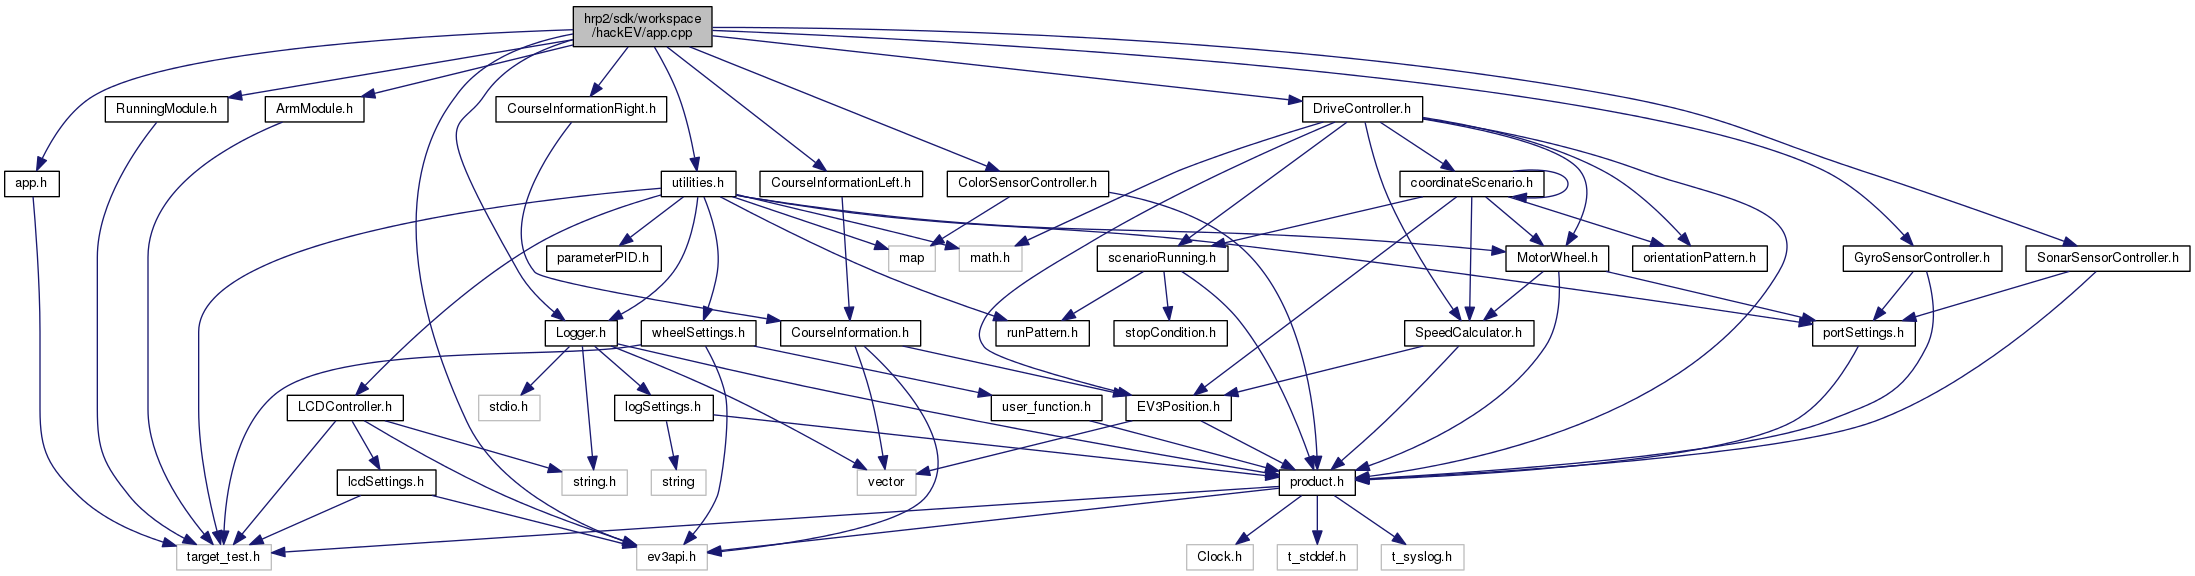 hrp2/sdk/workspace
/hackEV/app.cpp
RunningModule.h
ArmModule.h
CourseInformationRight.h
DriveController.h
app.h
utilities.h
CourseInformationLeft.h
ColorSensorController.h
coordinateScenario.h
parameterPID.h
map
math.h
scenarioRunning.h
MotorWheel.h
orientationPattern.h
GyroSensorController.h
SonarSensorController.h
Logger.h
wheelSettings.h
CourseInformation.h
runPattern.h
stopCondition.h
SpeedCalculator.h
portSettings.h
LCDController.h
stdio.h
logSettings.h
user_function.h
EV3Position.h
lcdSettings.h
string.h
string
vector
product.h
target_test.h
ev3api.h
Clock.h
t_stddef.h
t_syslog.h